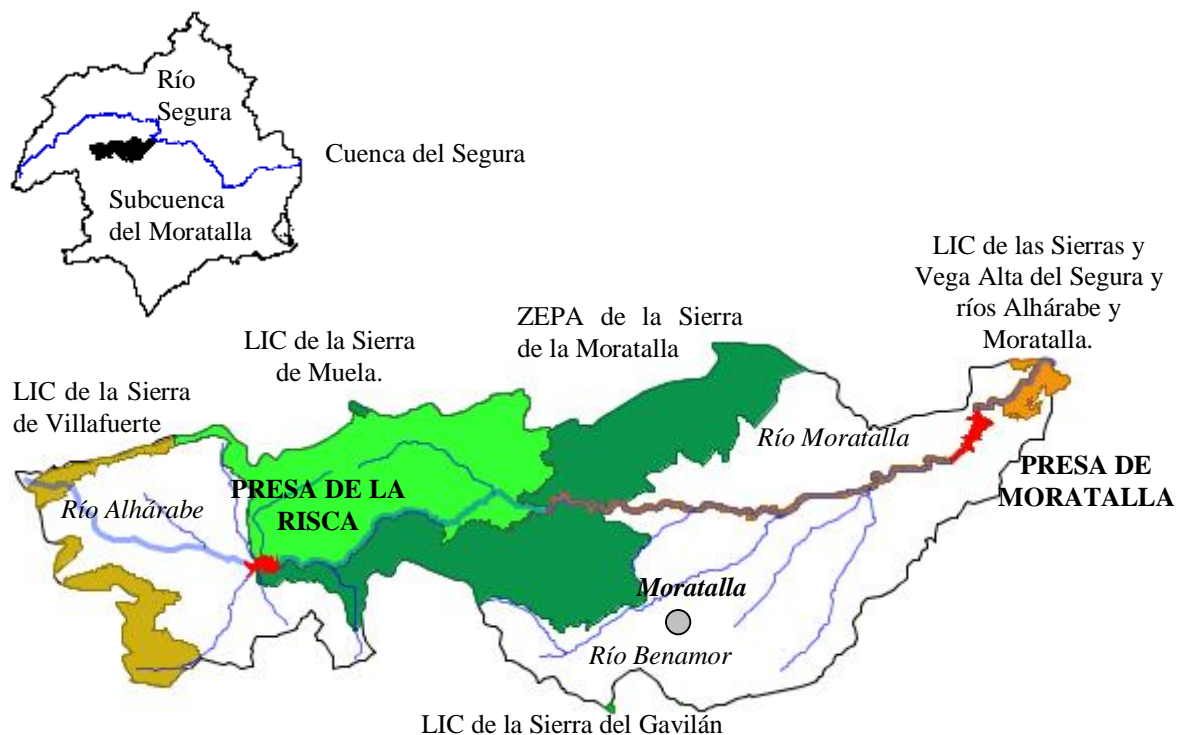 Río
Segura
Cuenca del Segura
Subcuenca
del Moratalla
LIC de las Sierras y
Vega Alta del Segura y
ríos Alhárabe y
Moratalla.
ZEPA de la Sierra
de la Moratalla
LIC de la Sierra
de Muela.
LIC de la Sierra
de Villafuerte
Río Moratalla
PRESA DE
MORATALLA
PRESA DE LA
RISCA
Río Alhárabe
Moratalla
Río Benamor
LIC de la Sierra del Gavilán